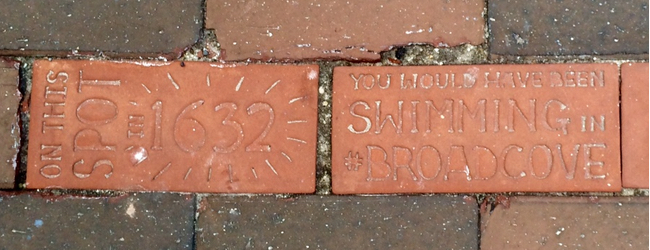 ON THIS
SPOT
IN
1632
YOU WOULD HAVE BEEN
SWIMMING IN
#BROADCOVE